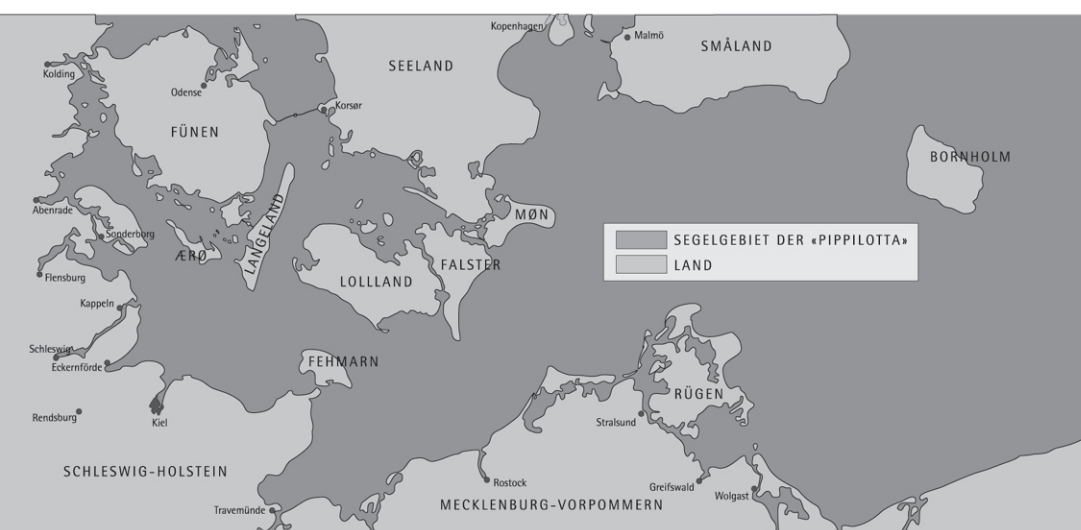 Kopenhagen
Malmö
SMÅLAND
SEELAND
Kolding
Odense
Korsør
FÜNEN
BORNHOLM
Abenrade
LANGELAND
MØN
Sonderborg
ÆRØ
SEGELGEBIET DER «PIPPILOTTA»
LAND
FALSTER
Flensburg
LOLLLAND
Kappeln
Schleswig
Eckernförde
FEHMARN
RÜGEN
Rendsburg
Kiel
Stralsund
SCHLESWIG-HOLSTEIN
Rostock
Greifswald
Wolgast
MECKLENBURG-VORPOMMERN
Travemünde